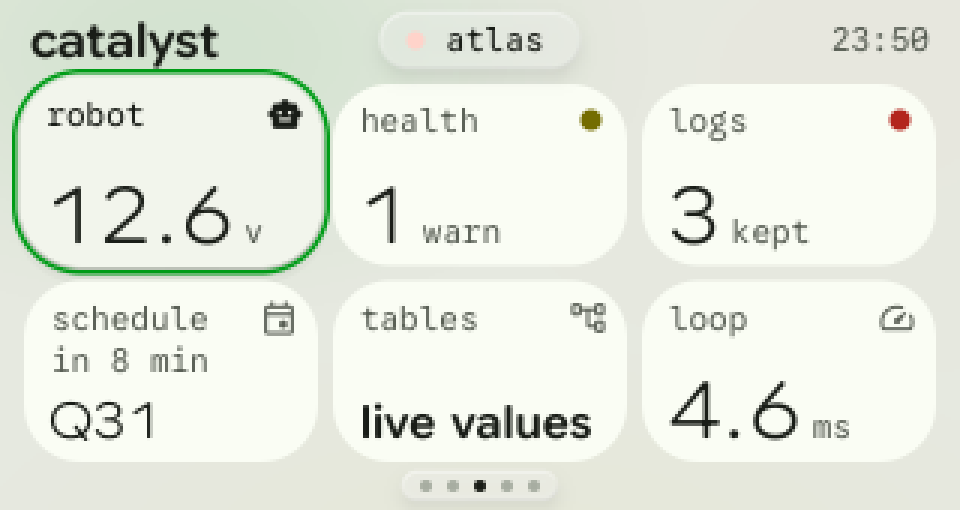 catalyst
atlas
23:50
robot
12.6 v
health
1 warn
logs
3 kept
schedule
in 8 min
Q31
tables
live values
loop
4.6 ms